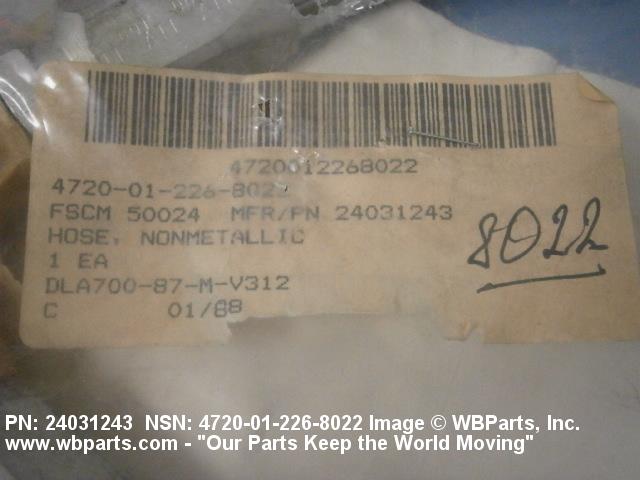 4720012268022
4720-01-226-8022
FSCM 50024 MFR/PN 24031243
HOSE, NONMETALLIC
1 EA
DLA700-87-M-V312
C 01/88
8022
PN: 24031243 NSN: 4720-01-226-8022 Image © WBParts, Inc.
www.wbparts.com - "Our Parts Keep the World Moving"